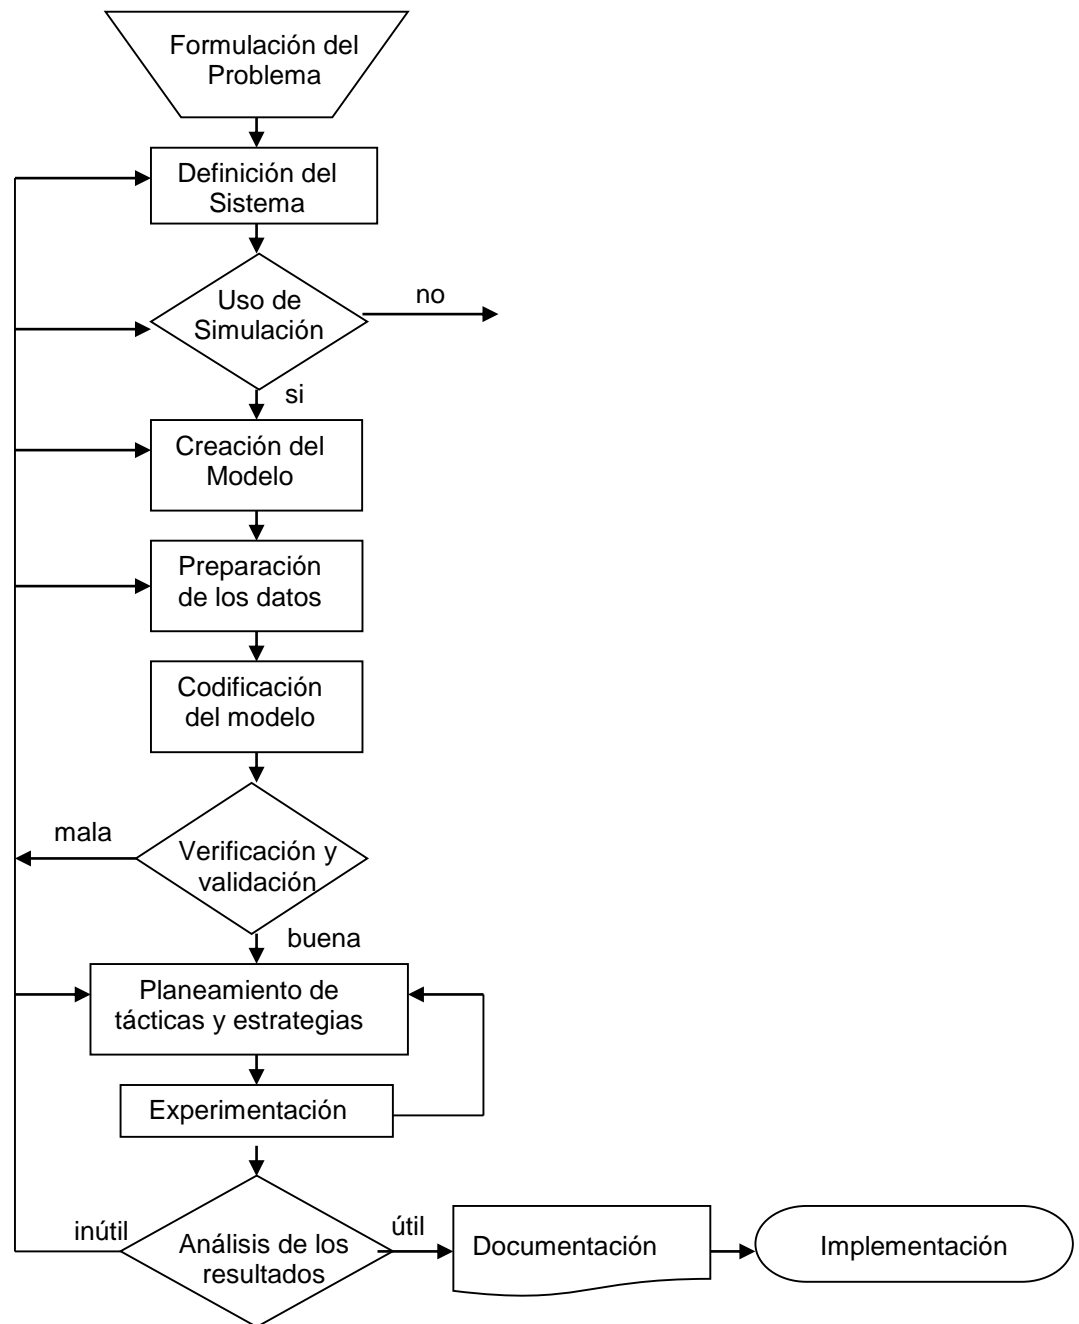 Formulación del
Problema
Definición del
Sistema
Uso de
Simulación
no
si
Creación del
Modelo
Preparación
de los datos
Codificación
del modelo
mala
Verificación y
validación
buena
Planeamiento de
tácticas y estrategias
Experimentación
inútil
Análisis de los
resultados
útil
Documentación
Implementación